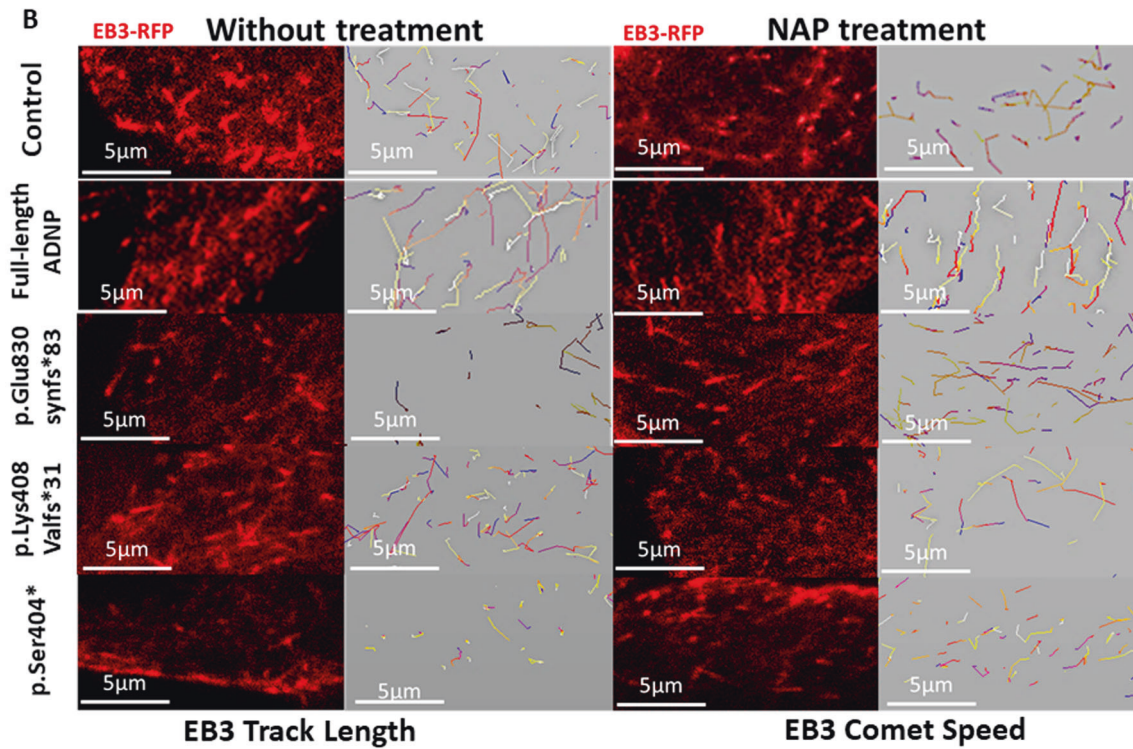 B
EB3-RFP Without treatment EB3-RFP NAP treatment
Control
5μm 5μm 5μm 5μm
Full-length
ADNP
5μm 5μm 5μm 5μm
p.Glu830
synfs*83
5μm 5μm 5μm 5μm
p.Lys408
Valfs*31
5μm 5μm 5μm 5μm
p.Ser404*
5μm 5μm 5μm 5μm
EB3 Track Length EB3 Comet Speed